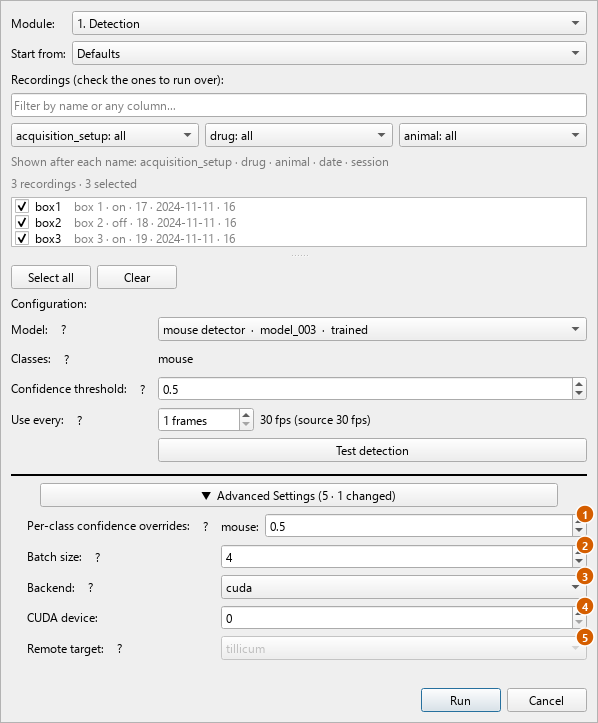 Module: 1. Detection
Start from: Defaults
Recordings (check the ones to run over):
Filter by name or any column...
acquisition_setup: all drug: all animal: all
Shown after each name: acquisition_setup · drug · animal · date · session
3 recordings · 3 selected
box1 box 1 · on · 17 · 2024-11-11 · 16
box2 box 2 · off · 18 · 2024-11-11 · 16
box3 box 3 · on · 19 · 2024-11-11 · 16
Select all Clear
Configuration:
Model: ? mouse detector · model_003 · trained
Classes: ? mouse
Confidence threshold: ? 0.5
Use every: ? 1 frames 30 fps (source 30 fps)
Test detection
▼ Advanced Settings (5 · 1 changed)
Per-class confidence overrides: ? mouse: 0.5 1
Batch size: ? 4 2
Backend: ? cuda 3
CUDA device: 0 4
Remote target: ? tillicum 5
Run Cancel